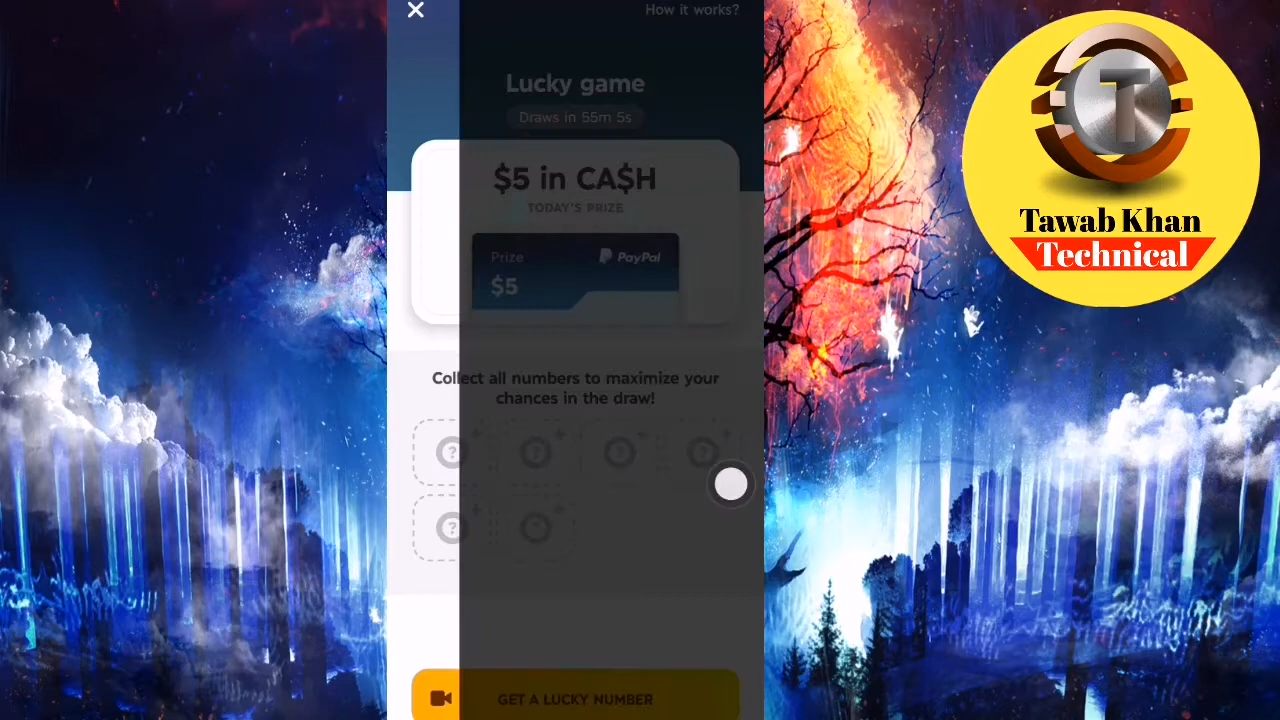 How it works?
Lucky game
Draws in 55m 5s
$5 in CA$H
TODAY'S PRIZE
Prize
PayPal
$5
Collect all numbers to maximize your
chances in the draw!
GET A LUCKY NUMBER
T
Tawab Khan
Technical